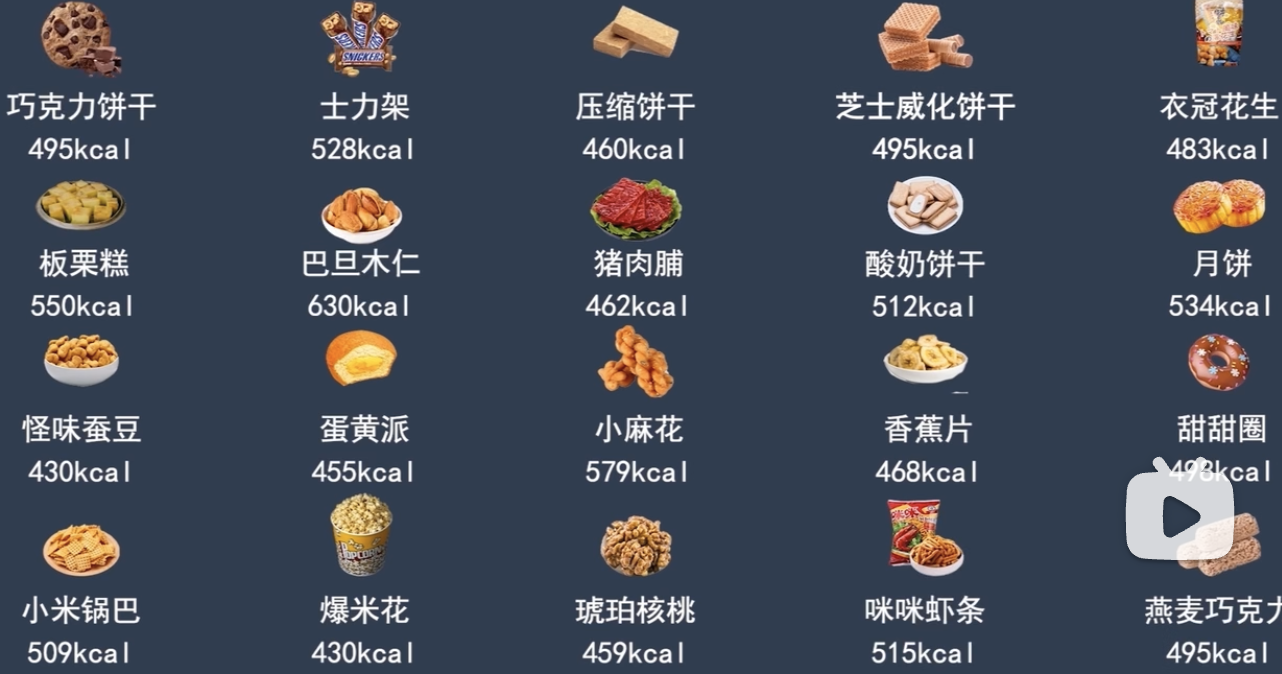 巧克力饼干 士力架 压缩饼干 芝士威化饼干 衣冠花生
495kcal 528kcal 460kcal 495kcal 483kcal
板栗糕 巴旦木仁 猪肉脯 酸奶饼干 月饼
550kcal 630kcal 462kcal 512kcal 534kcal
怪味蚕豆 蛋黄派 小麻花 香蕉片 甜甜圈
430kcal 455kcal 579kcal 468kcal 493kcal
小米锅巴 爆米花 琥珀核桃 咪咪虾条 燕麦巧克力
509kcal 430kcal 459kcal 515kcal 495kcal
SNICKERS
POPCORN